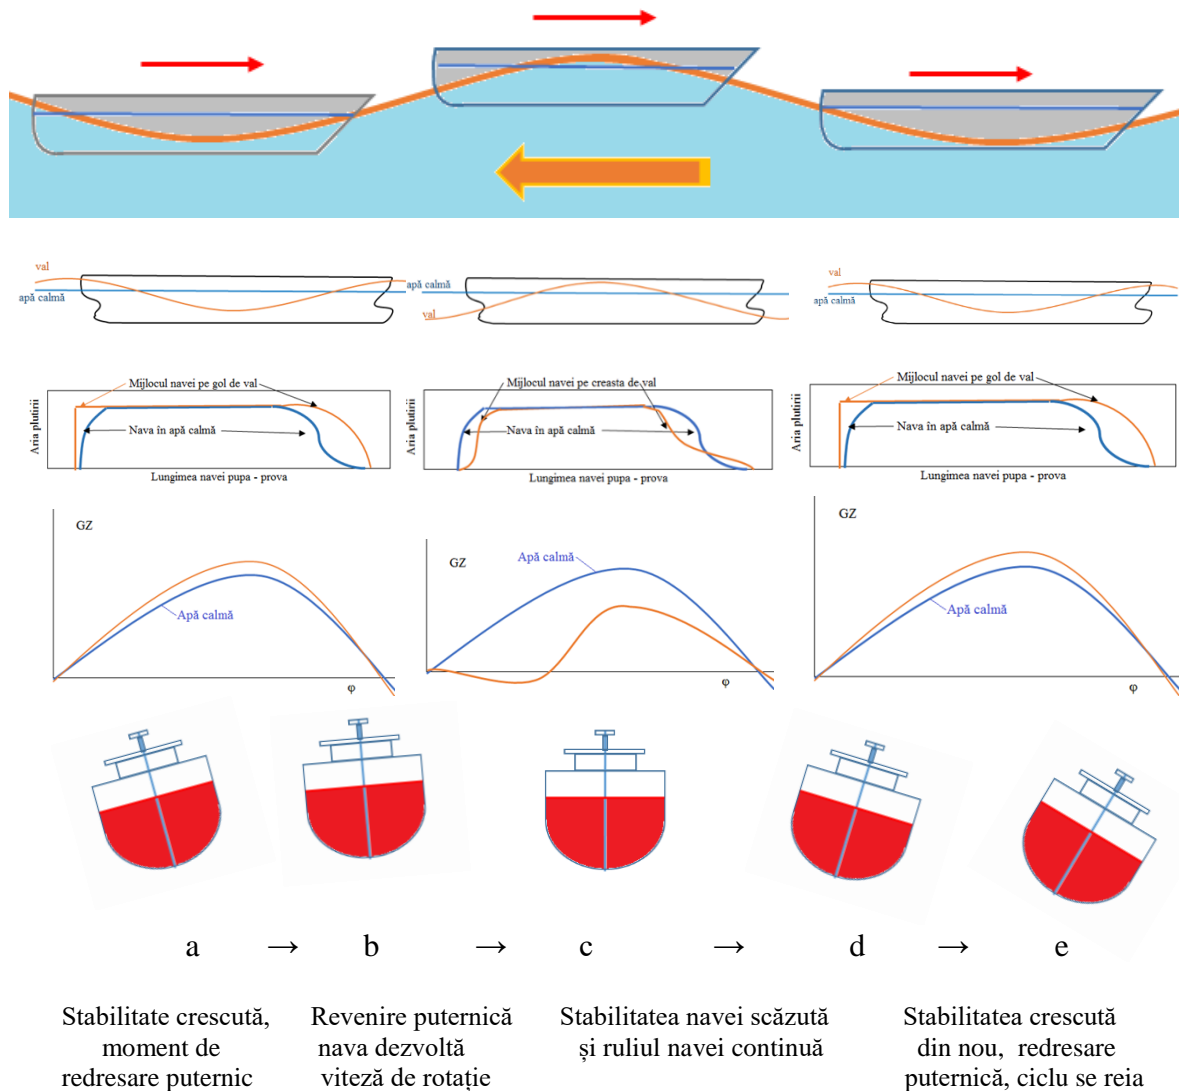 val
apă calmă
apă calmă
val
val
apă calmă
Aria plutirii
Mijlocul navei pe gol de val
Nava în apă calmă
Lungimea navei pupa - prova
Aria plutirii
Mijlocul navei pe creasta de val
Nava în apă calmă
Lungimea navei pupa - prova
Aria plutirii
Mijlocul navei pe gol de val
Nava în apă calmă
Lungimea navei pupa - prova
GZ
Apă calmă
φ
GZ
Apă calmă
φ
GZ
Apă calmă
φ
a → b → c → d → e
Stabilitate crescută,
moment de
redresare puternic
Revenire puternică
nava dezvoltă
viteză de rotație
Stabilitatea navei scăzută
și ruliul navei continuă
Stabilitatea crescută
din nou, redresare
puternică, ciclu se reia